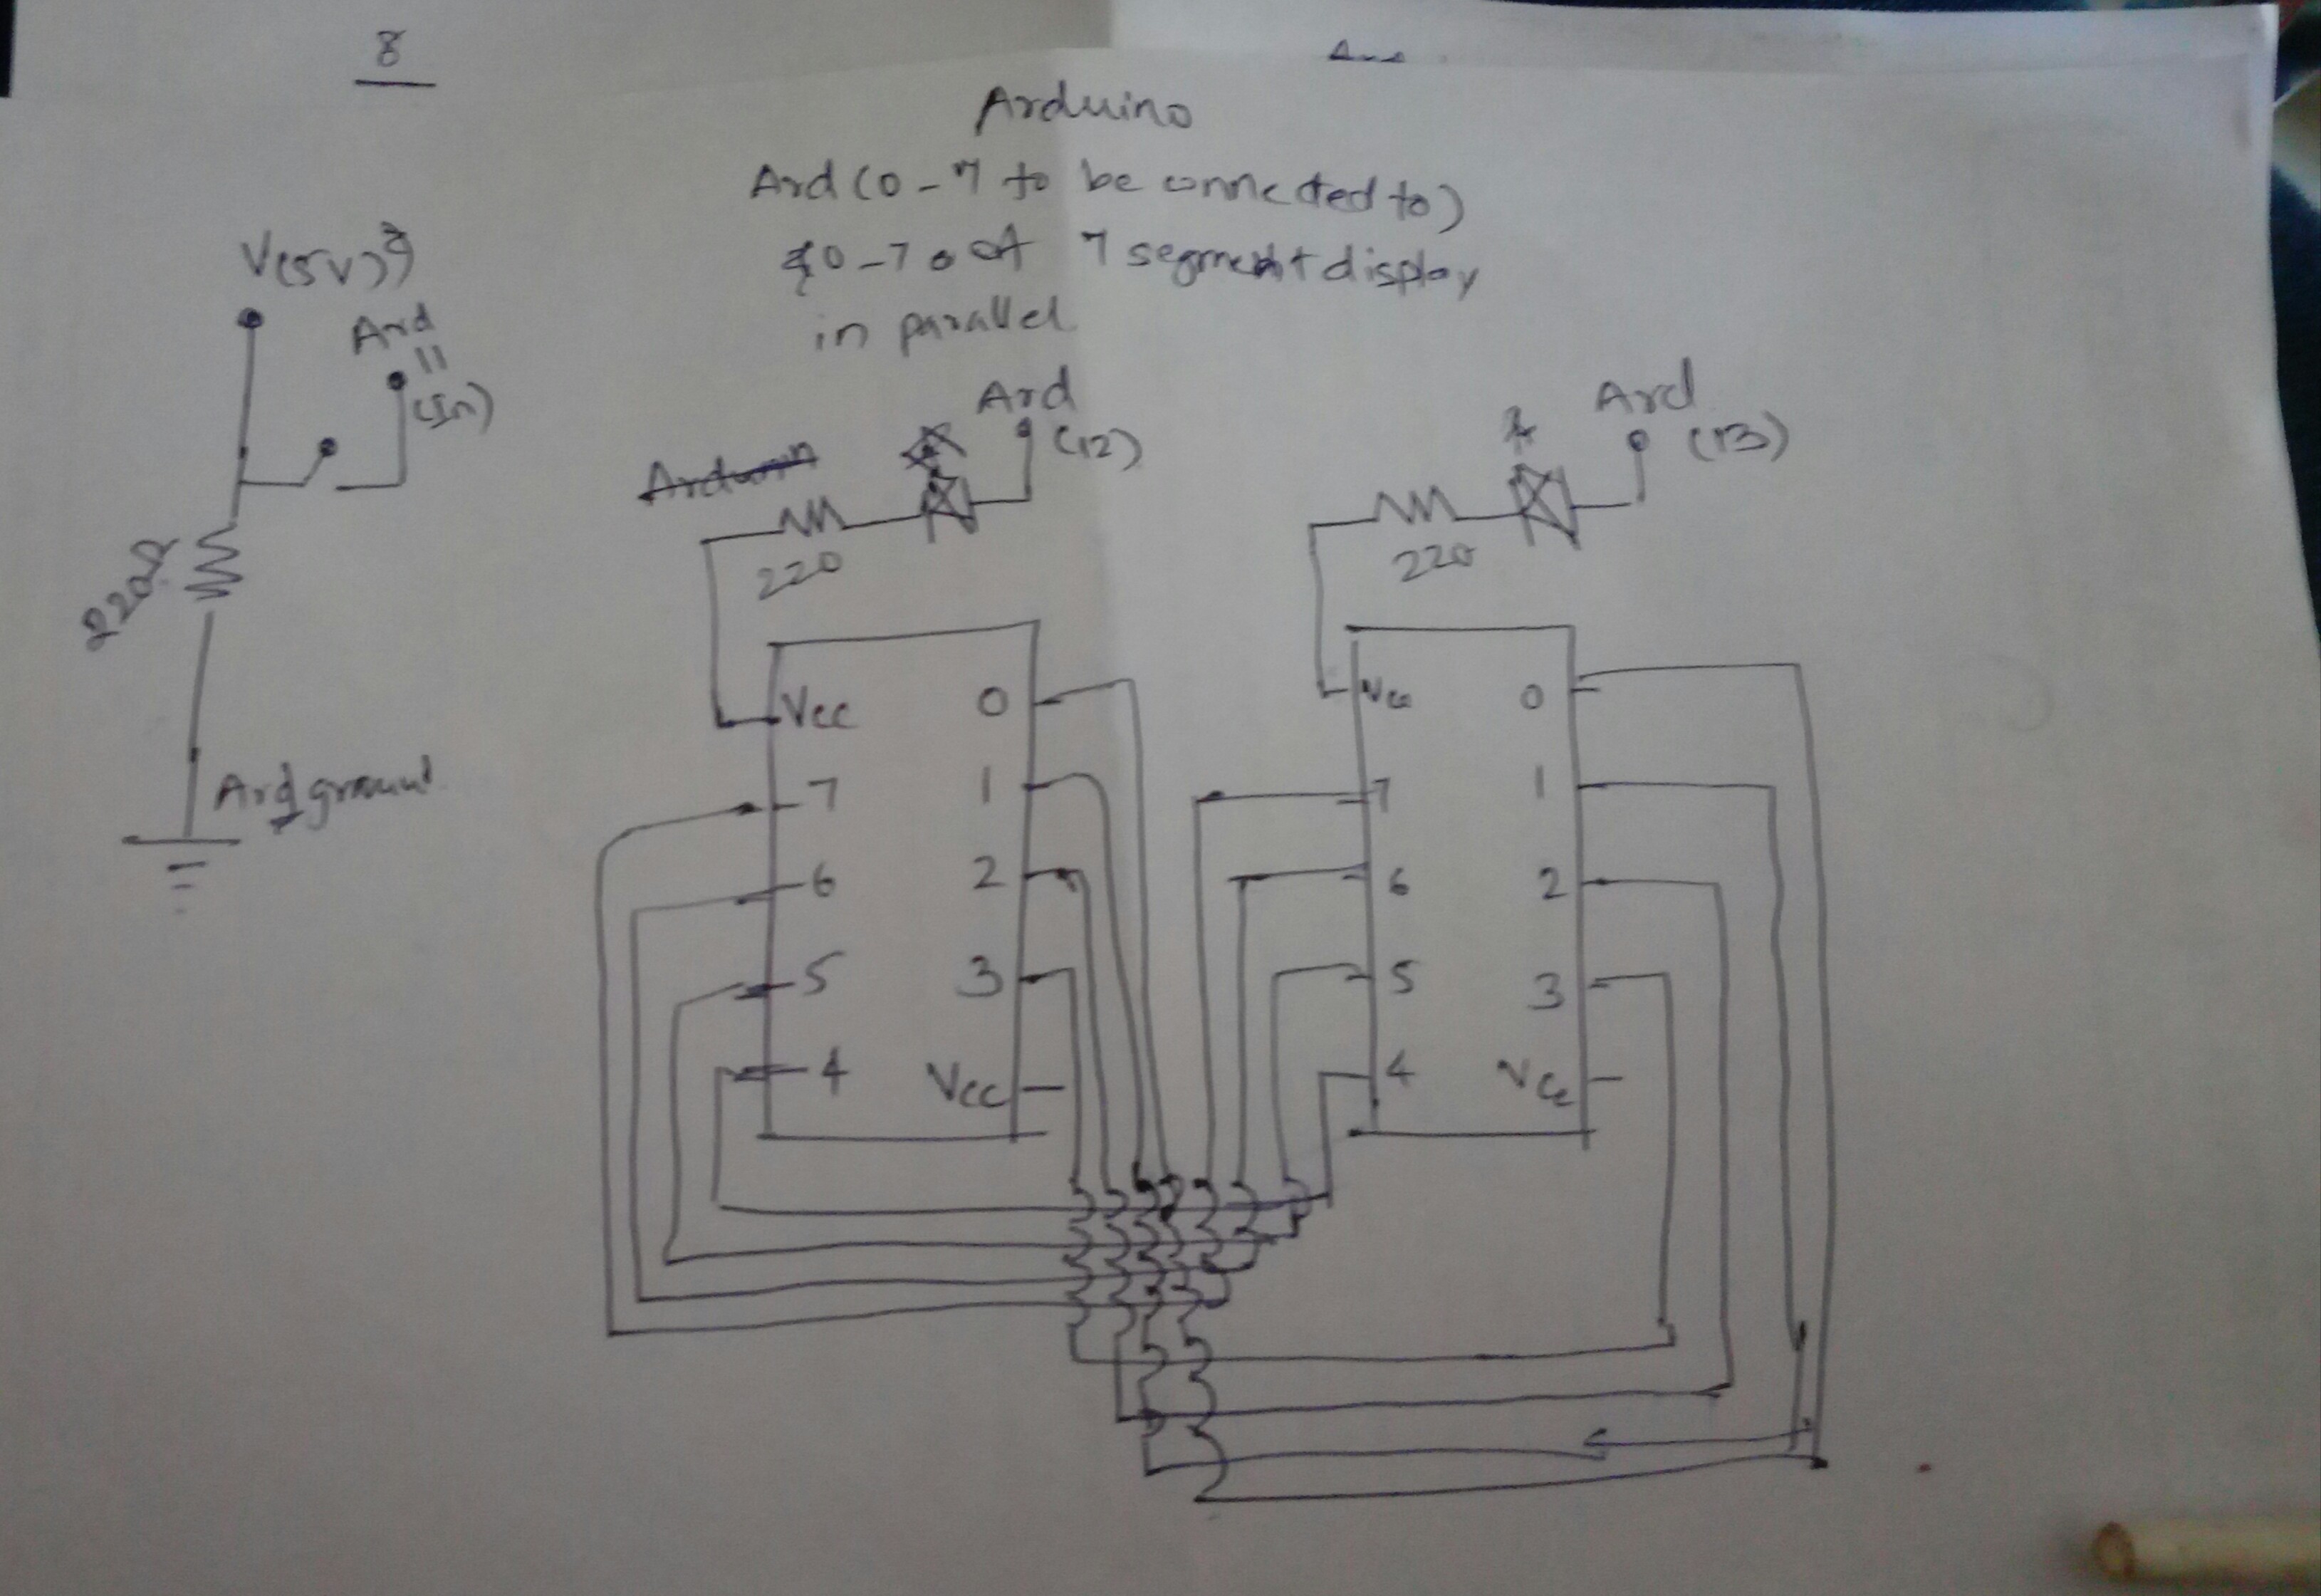 8
Arduino
Ard (0-7 to be connected to)
0-7 of 7 segment display
in parallel
V(5V)
Ard
11
(in)
220Ω
Ard ground
Arduin
Ard
(12)
220
Ard
(13)
220
Vcc 0
7 1
6 2
5 3
4 Vcc
Vcc 0
7 1
6 2
5 3
4 Vcc